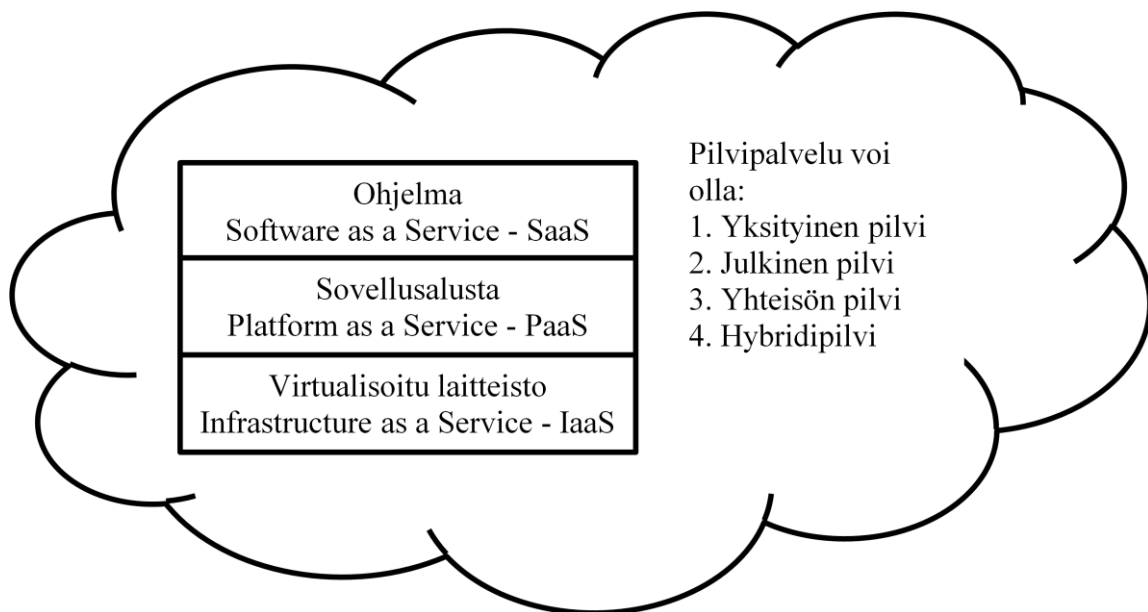 Ohjelma
Software as a Service - SaaS
Sovellusalusta
Platform as a Service - PaaS
Virtualisoitu laitteisto
Infrastructure as a Service - IaaS
Pilvipalvelu voi
olla:
1. Yksityinen pilvi
2. Julkinen pilvi
3. Yhteisön pilvi
4. Hybridipilvi